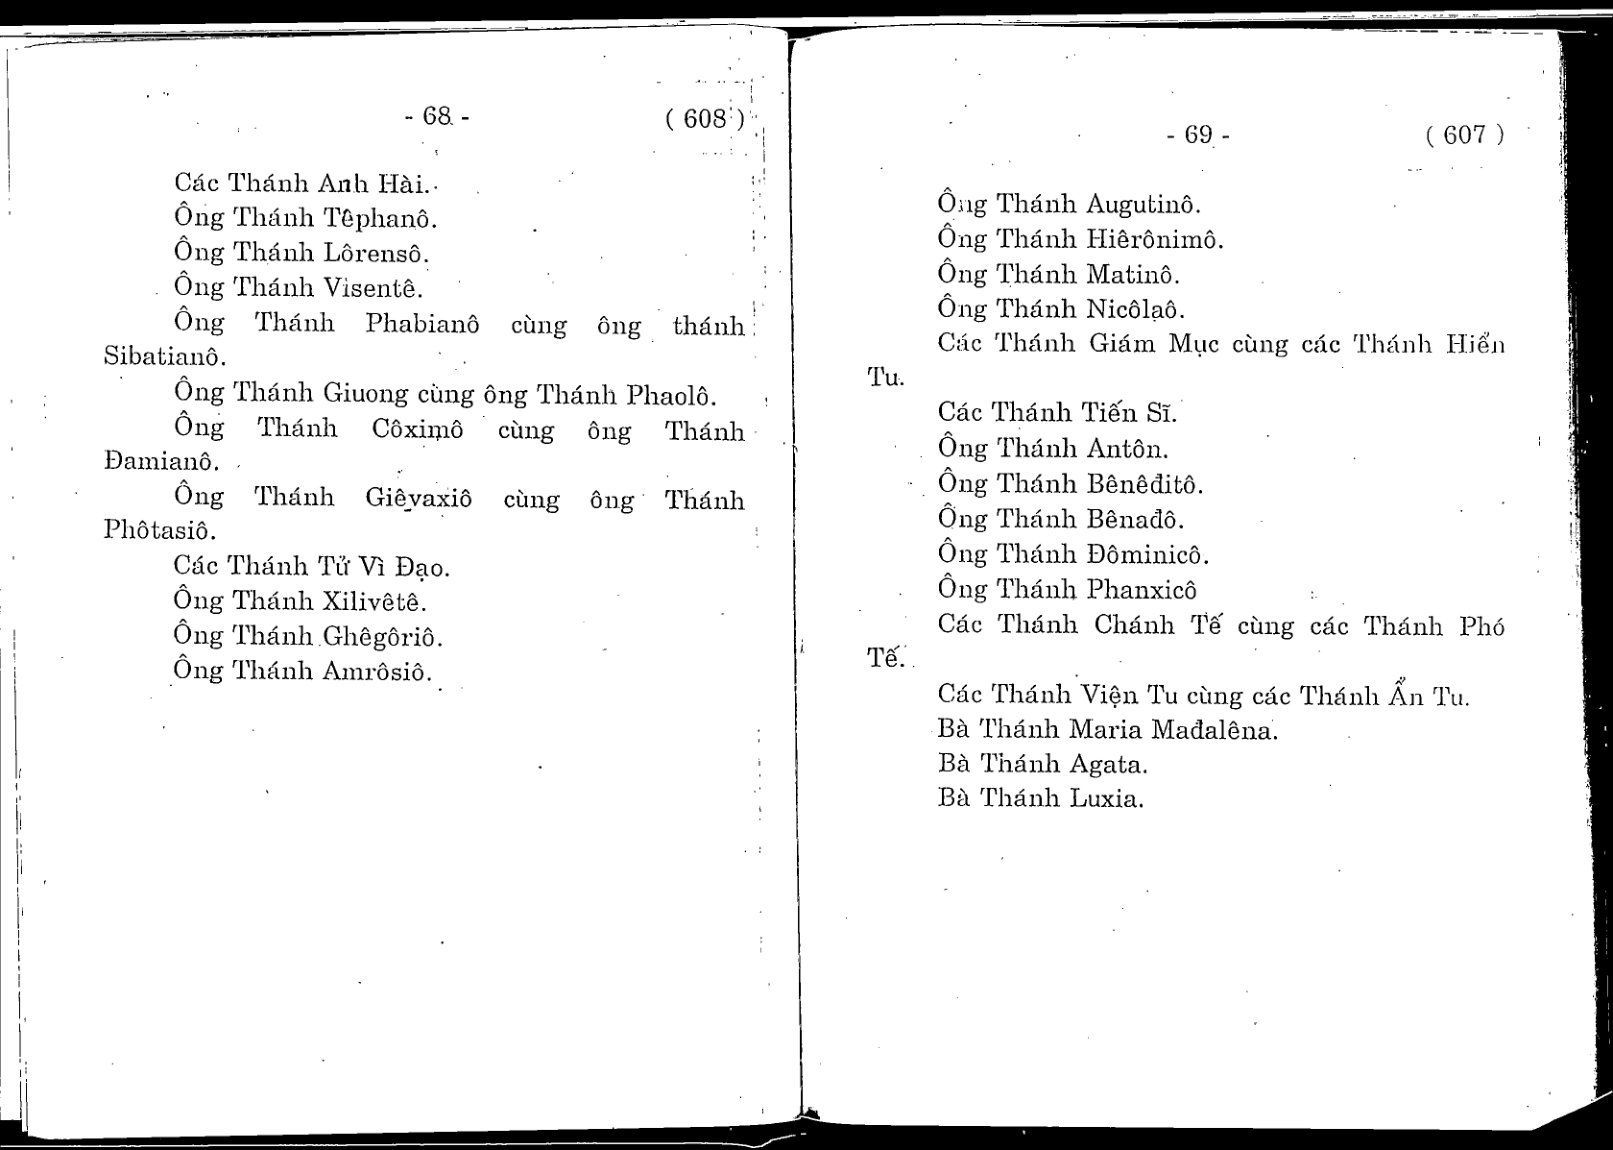 - 68 - ( 608 )
Các Thánh Anh Hài.
Ông Thánh Têphanô.
Ông Thánh Lôrensô.
Ông Thánh Visentê.
Ông Thánh Phabianô cùng ông thánh
Sibatianô.
Ông Thánh Giuong cùng ông Thánh Phaolô.
Ông Thánh Côximô cùng ông Thánh
Đamianô.
Ông Thánh Giêvaxiô cùng ông Thánh
Phôtasiô.
Các Thánh Tử Vì Đạo.
Ông Thánh Xilivêtê.
Ông Thánh Ghêgôriô.
Ông Thánh Amrôsiô.
- 69 - ( 607 )
Ông Thánh Augutinô.
Ông Thánh Hiêrônimô.
Ông Thánh Matinô.
Ông Thánh Nicôlaô.
Các Thánh Giám Mục cùng các Thánh Hiển
Tu.
Các Thánh Tiến Sĩ.
Ông Thánh Antôn.
Ông Thánh Bênêđitô.
Ông Thánh Bênađô.
Ông Thánh Đôminicô.
Ông Thánh Phanxicô
Các Thánh Chánh Tế cùng các Thánh Phó
Tế.
Các Thánh Viện Tu cùng các Thánh Ẩn Tu.
Bà Thánh Maria Mađalêna.
Bà Thánh Agata.
Bà Thánh Luxia.